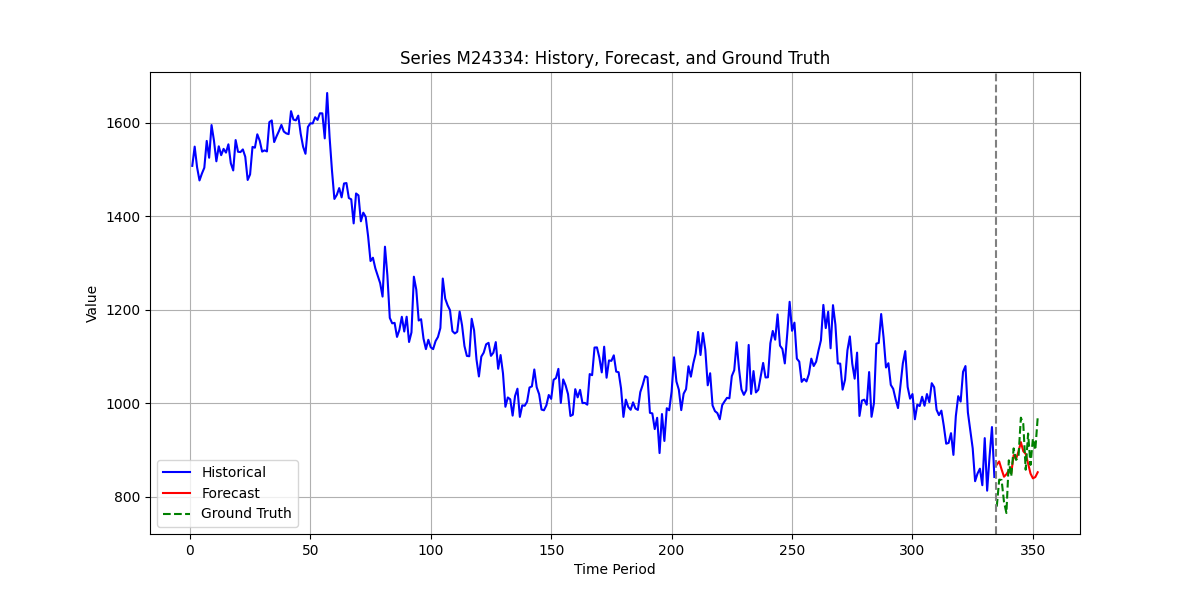 Series M24334: History, Forecast, and Ground Truth
1600
1400
1200
1000
800
Value
Historical
Forecast
Ground Truth
0 50 100 150 200 250 300 350
Time Period